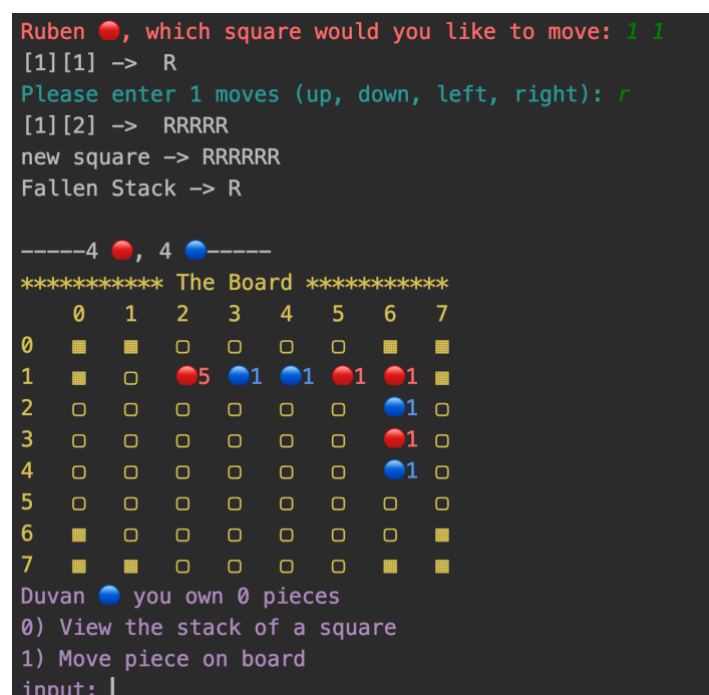 Ruben 🔴, which square would you like to move: 1 1
[1][1] –>  R
Please enter 1 moves (up, down, left, right): r
[1][2] –>  RRRRR
new square –> RRRRRR
Fallen Stack –> R

–––––4 🔴, 4 🔵–––––
*********** The Board ***********
    0   1   2   3   4   5   6   7
0   ▦   ▦   ▢   ▢   ▢   ▢   ▦   ▦
1   ▦   ▢   🔴5  🔵1  🔵1  🔴1  🔴1  ▦
2   ▢   ▢   ▢   ▢   ▢   ▢   🔵1  ▢
3   ▢   ▢   ▢   ▢   ▢   ▢   🔴1  ▢
4   ▢   ▢   ▢   ▢   ▢   ▢   🔵1  ▢
5   ▢   ▢   ▢   ▢   ▢   ▢   ▢   ▢
6   ▦   ▢   ▢   ▢   ▢   ▢   ▢   ▦
7   ▦   ▦   ▢   ▢   ▢   ▢   ▦   ▦
Duvan 🔵 you own 0 pieces
0) View the stack of a square
1) Move piece on board
input: